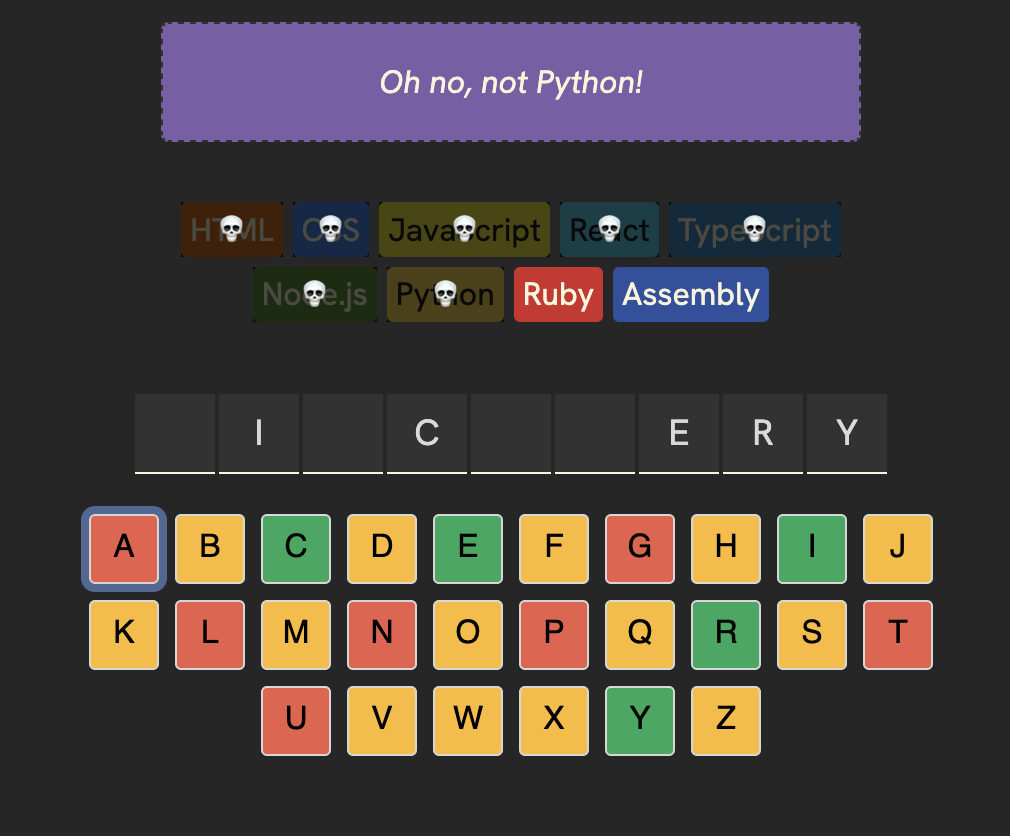 Oh no, not Python!
HTML CSS Javascript React Typescript
Node.js Python Ruby Assembly
I C E R Y
A B C D E F G H I J
K L M N O P Q R S T
U V W X Y Z